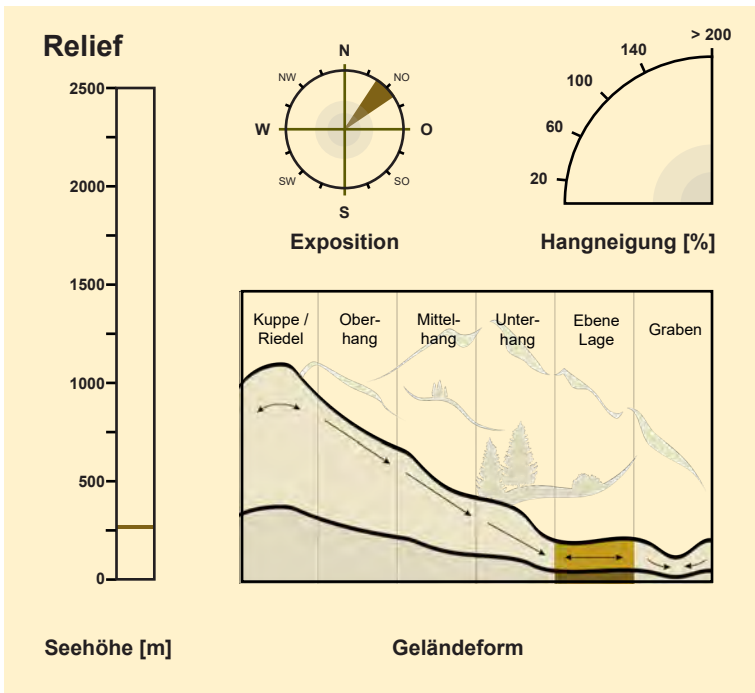 Relief
2500
2000
1500
1000
500
0
Seehöhe [m]
N
NW
NO
W
O
SW
SO
S
Exposition
> 200
140
100
60
20
Hangneigung [%]
Kuppe /
Riedel
Ober-
hang
Mittel-
hang
Unter-
hang
Ebene
Lage
Graben
Geländeform